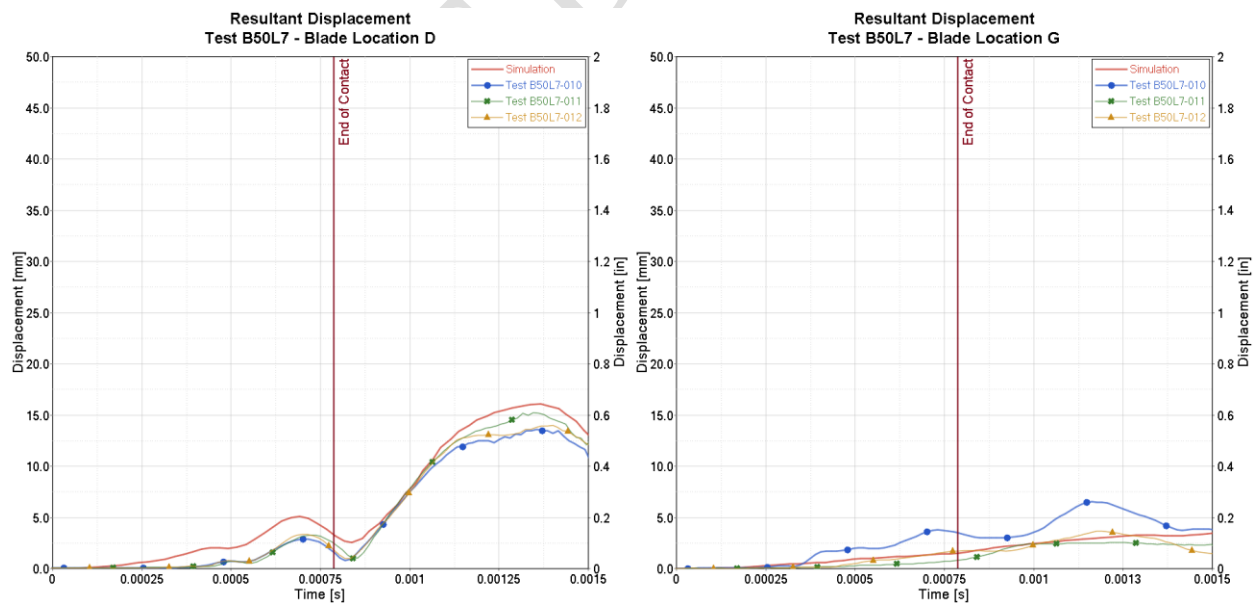 Resultant Displacement
Test B50L7 - Blade Location D
50.0
45.0
40.0
35.0
30.0
25.0
20.0
15.0
10.0
5.0
0.0
Displacement [mm]
Simulation
Test B50L7-010
Test B50L7-011
Test B50L7-012
End of Contact
2
1.8
1.6
1.4
1.2
1
0.8
0.6
0.4
0.2
0
Displacement [in]
0
0.00025
0.0005
0.00075
0.001
0.00125
0.0015
Time [s]
Resultant Displacement
Test B50L7 - Blade Location G
50.0
45.0
40.0
35.0
30.0
25.0
20.0
15.0
10.0
5.0
0.0
Displacement [mm]
Simulation
Test B50L7-010
Test B50L7-011
Test B50L7-012
End of Contact
2
1.8
1.6
1.4
1.2
1
0.8
0.6
0.4
0.2
0
Displacement [in]
0
0.00025
0.0005
0.00075
0.001
0.0013
0.0015
Time [s]